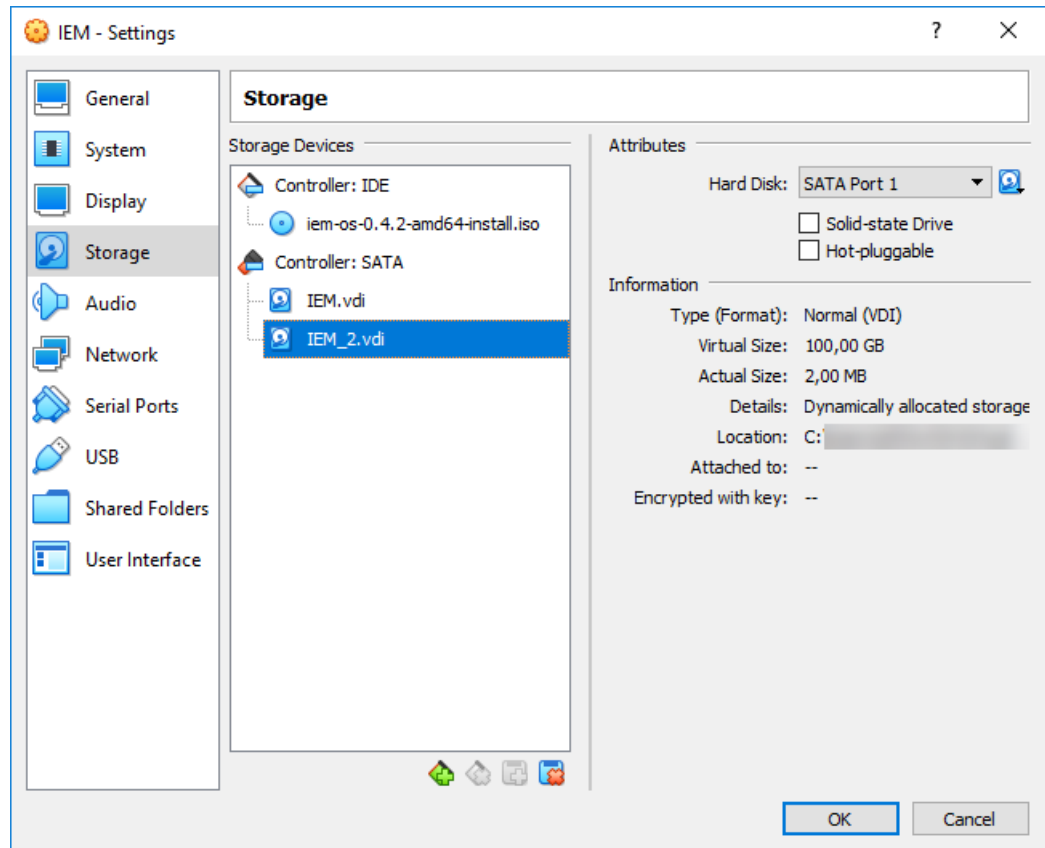 IEM - Settings
?
General
System
Display
Storage
Audio
Network
Serial Ports
USB
Shared Folders
User Interface
Storage
Storage Devices
Controller: IDE
iem-os-0.4.2-amd64-install.iso
Controller: SATA
IEM.vdi
IEM_2.vdi
Attributes
Hard Disk: SATA Port 1
Solid-state Drive
Hot-pluggable
Information
Type (Format): Normal (VDI)
Virtual Size: 100,00 GB
Actual Size: 2,00 MB
Details: Dynamically allocated storage
Location: C:
Attached to: --
Encrypted with key: --
OK
Cancel